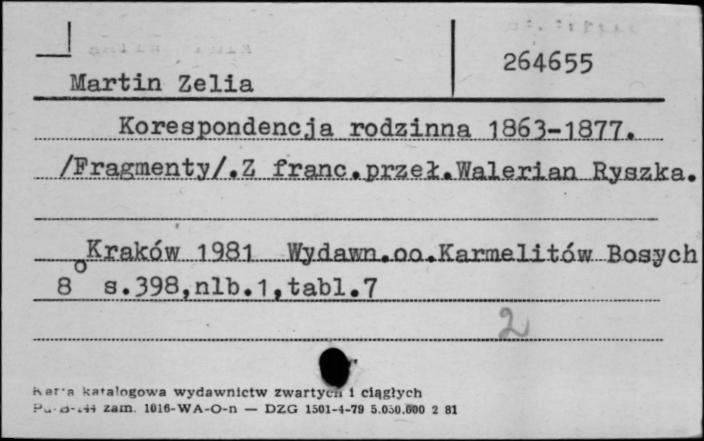 264655
Martin Zelia
Korespondencja rodzinna 1863-1877.
/Fragmenty/.Z franc.przeł.Walerian Ryszka.
Kraków 1981 Wydawn.oo.Karmelitów Bosych
8° s.398,nlb.1,tabl.7
2
Karta katalogowa wydawnictw zwartych i ciągłych
zam. 1016-WA-O-n — DZG 1501-4-79 5.050.000 2 81